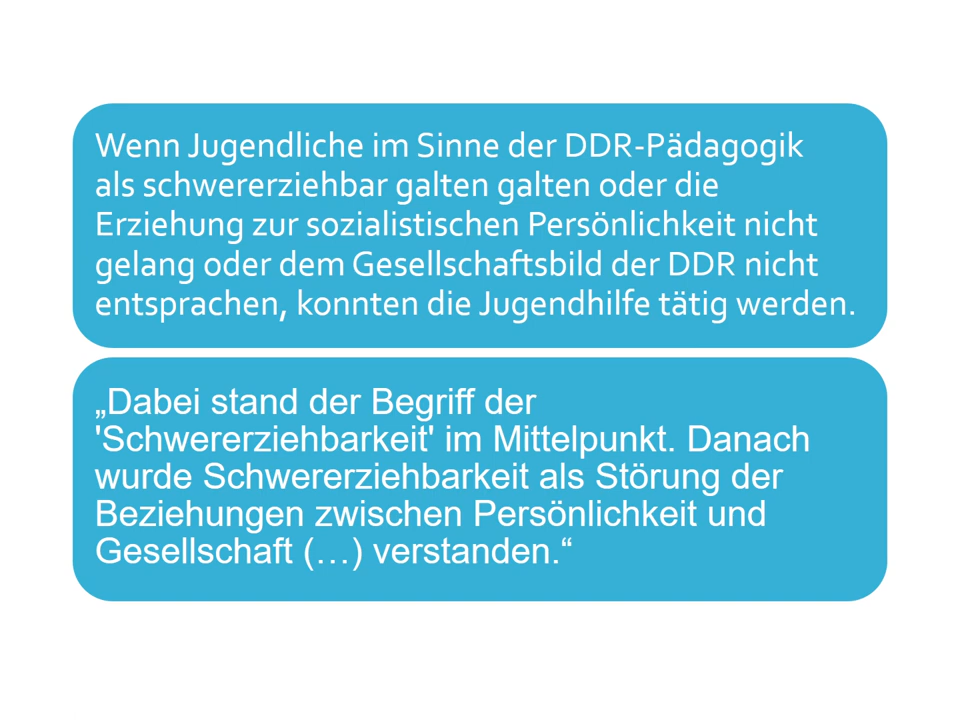 Wenn Jugendliche im Sinne der DDR-Pädagogik
als schwererziehbar galten galten oder die
Erziehung zur sozialistischen Persönlichkeit nicht
gelang oder dem Gesellschaftsbild der DDR nicht
entsprachen, konnten die Jugendhilfe tätig werden.
„Dabei stand der Begriff der
'Schwererziehbarkeit' im Mittelpunkt. Danach
wurde Schwererziehbarkeit als Störung der
Beziehungen zwischen Persönlichkeit und
Gesellschaft (…) verstanden.“